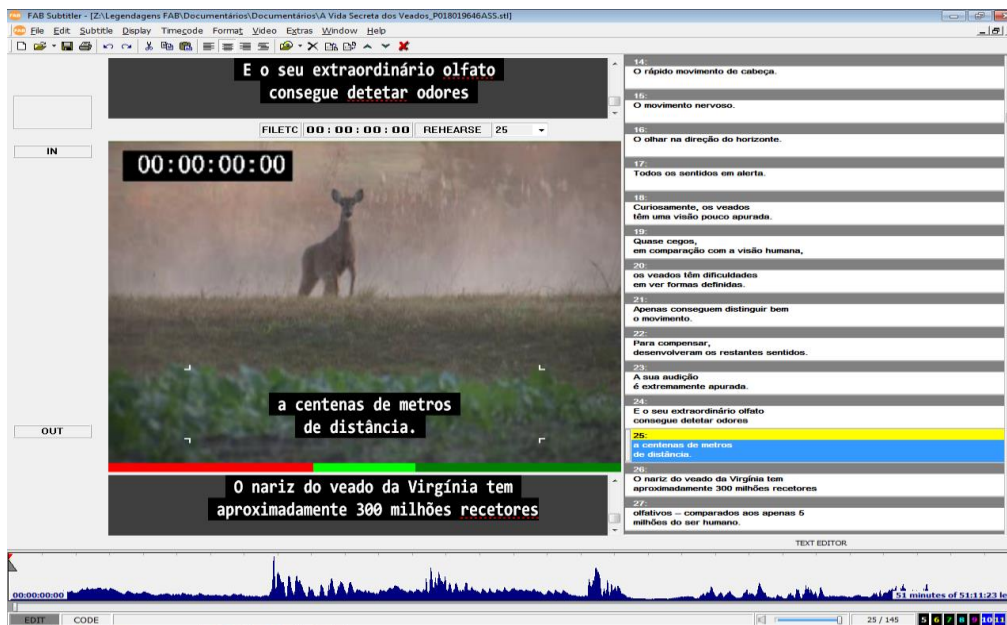 FAB Subtitler - [Z:\Legendagens FAB\Documentários\Documentários\A Vida Secreta dos Veados_P018019646ASS.stl]
File Edit Subtitle Display Timecode Format Video Extras Window Help
E o seu extraordinário olfato
consegue detetar odores
FILETC 00:00:00:00 REHEARSE 25
IN
00:00:00:00
a centenas de metros
de distância.
OUT
O nariz do veado da Virgínia tem
aproximadamente 300 milhões recetores
14:
O rápido movimento de cabeça.
15:
O movimento nervoso.
16:
O olhar na direção do horizonte.
17:
Todos os sentidos em alerta.
18:
Curiosamente, os veados
têm uma visão pouco apurada.
19:
Quase cegos,
em comparação com a visão humana,
20:
os veados têm dificuldades
em ver formas definidas.
21:
Apenas conseguem distinguir bem
o movimento.
22:
Para compensar,
desenvolveram os restantes sentidos.
23:
A sua audição
é extremamente apurada.
24:
E o seu extraordinário olfato
consegue detetar odores
25:
a centenas de metros
de distância.
26:
O nariz do veado da Virgínia tem
aproximadamente 300 milhões recetores
27:
olfativos – comparados aos apenas 5
milhões do ser humano.
TEXT EDITOR
00:00:00:00
51 minutes of 51:11:23 le
EDIT CODE
25 / 145
5 6 7 8 9 10 11